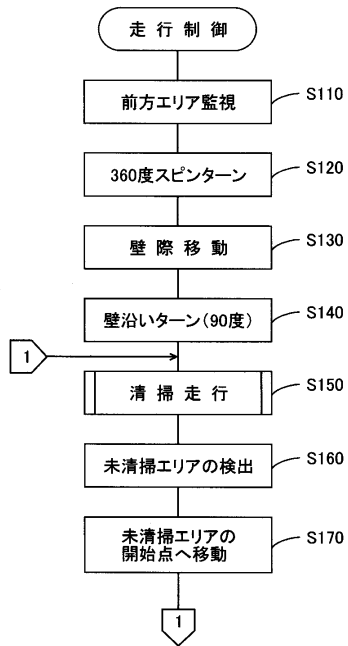 走行制御
前方エリア監視
S110
360度スピンターン
S120
壁際移動
S130
壁沿いターン(90度)
S140
1
清掃走行
S150
未清掃エリアの検出
S160
未清掃エリアの
開始点へ移動
S170
1